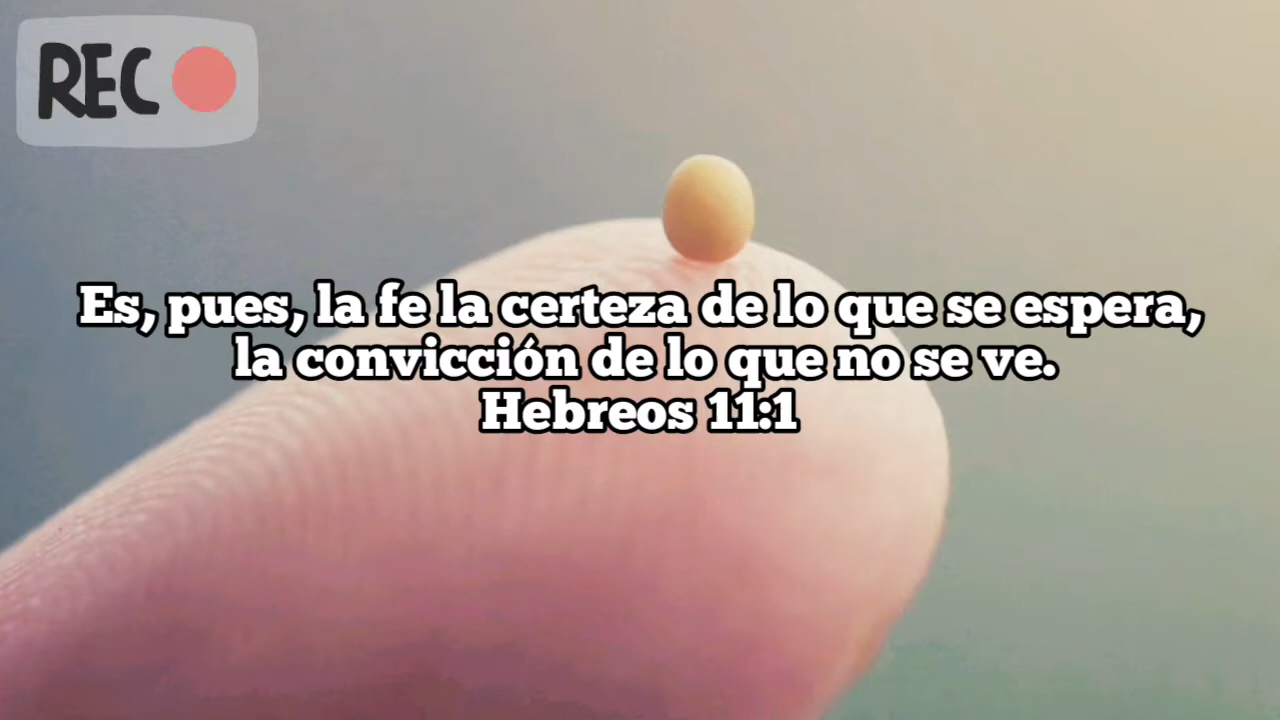 REC
Es, pues, la fe la certeza de lo que se espera,
la convicción de lo que no se ve.
Hebreos 11:1